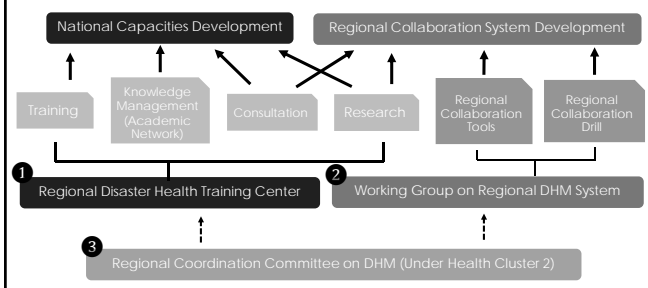 National Capacities Development
Regional Collaboration System Development
Training
Knowledge
Management
(Academic
Network)
Consultation
Research
Regional
Collaboration
Tools
Regional
Collaboration
Drill
1
Regional Disaster Health Training Center
2
Working Group on Regional DHM System
3
Regional Coordination Committee on DHM (Under Health Cluster 2)